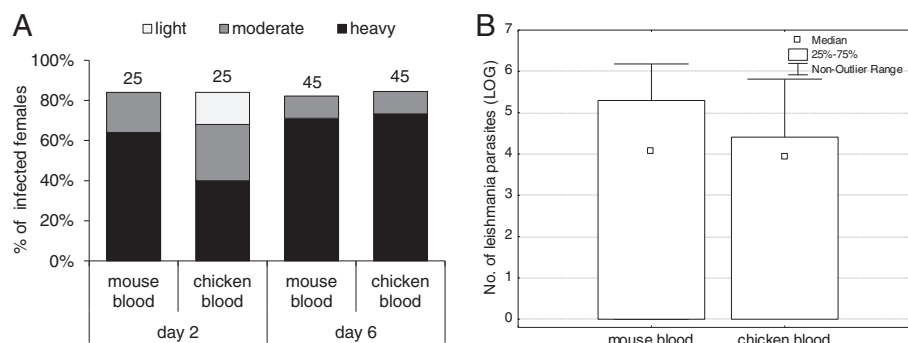 A
light moderate heavy
100%
80%
60%
40%
20%
0%
% of infected females
25 25 45 45
mouse blood chicken blood mouse blood chicken blood
day 2 day 6
B
Median
25%-75%
Non-Outlier Range
No. of leishmania parasites (LOG)
7
6
5
4
3
2
1
0
mouse blood chicken blood